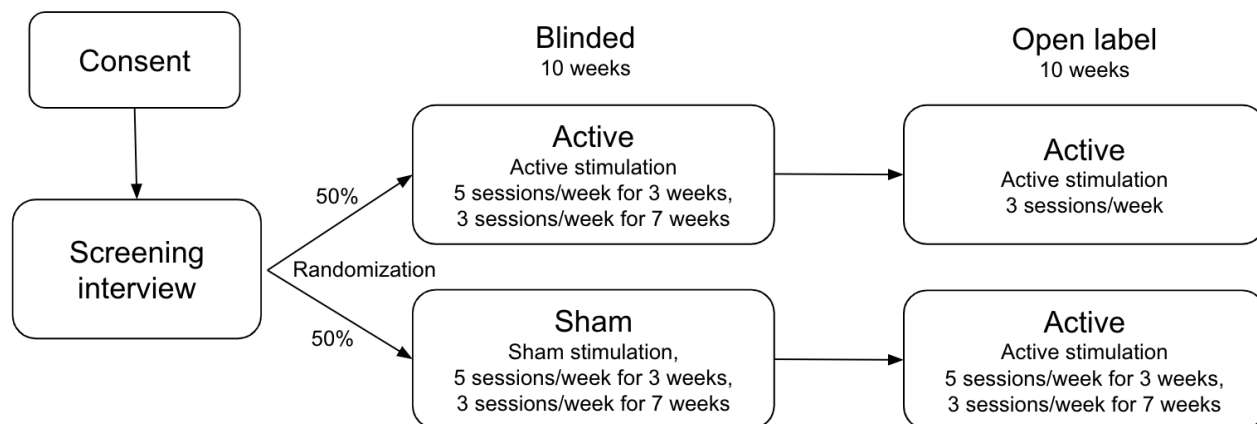 Consent
Screening
interview
50%
Randomization
50%
Blinded
10 weeks
Active
Active stimulation
5 sessions/week for 3 weeks,
3 sessions/week for 7 weeks
Sham
Sham stimulation,
5 sessions/week for 3 weeks,
3 sessions/week for 7 weeks
Open label
10 weeks
Active
Active stimulation
3 sessions/week
Active
Active stimulation
5 sessions/week for 3 weeks,
3 sessions/week for 7 weeks